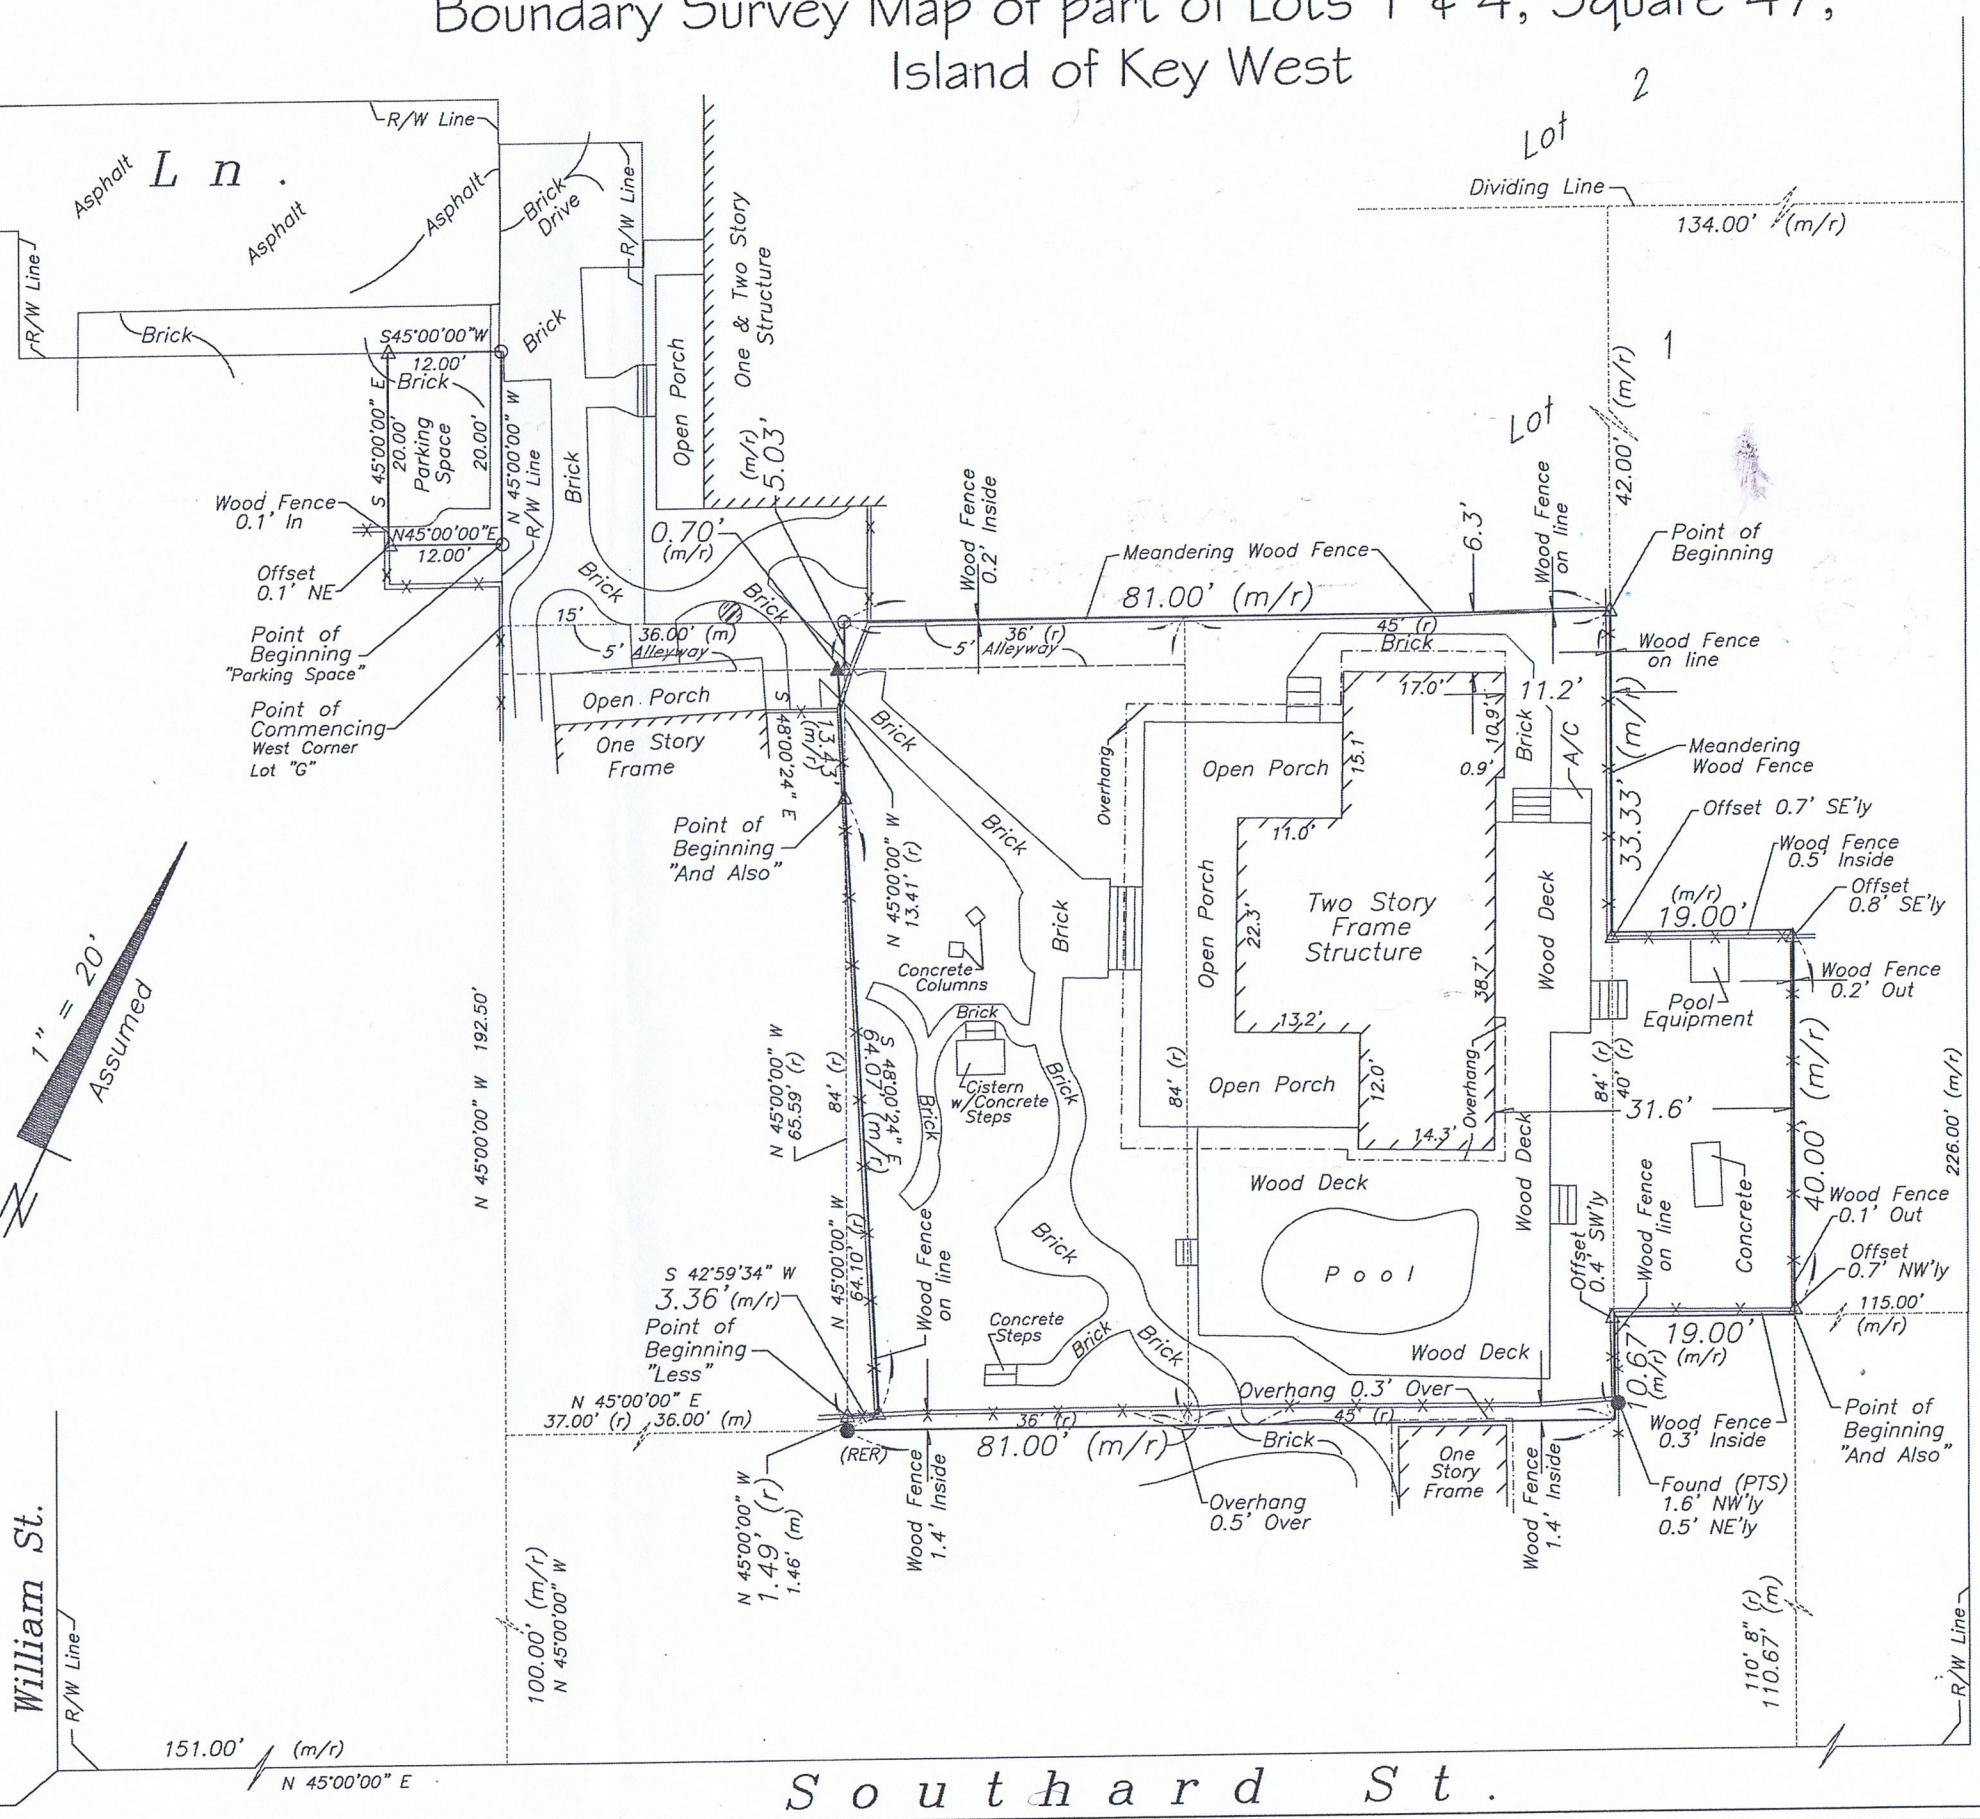 Boundary Survey Map of part of Lots 1 & 4, Square 47,
Island of Key West
Lot 2
R/W Line
Ln.
Asphalt
Asphalt
Asphalt
Brick
Drive
R/W Line
R/W Line
Dividing Line
134.00' (m/r)
One & Two Story
Structure
Brick
Brick
S45°00'00"W
12.00'
Brick
Open Porch
S 45°00'00" E
20.00'
Parking
Space
20.00'
N 45°00'00" W
R/W Line
Brick
Lot 1
42.00' (m/r)
(m/r)
5.03'
0.70'
(m/r)
Wood Fence
0.1' In
N45°00'00"E
12.00'
Offset
0.1' NE
Point of
Beginning
"Parking Space"
Point of
Commencing
West Corner
Lot "G"
Wood Fence
0.2' Inside
Meandering Wood Fence
81.00' (m/r)
6.3'
Wood Fence
on line
Point of
Beginning
Wood Fence
on line
Brick
Brick
15'
36.00' (m)
5' Alleyway
36' (r)
5' Alleyway
45' (r)
Brick
Open Porch
One Story
Frame
S 48°00'24" E
13.43'
(m/r)
Brick
17.0'
11.2'
10.9'
Brick
A/C
0.9'
Overhang
Open Porch
15.1
11.0'
33.33' (m/r)
Meandering
Wood Fence
Offset 0.7' SE'ly
Wood Fence
0.5' Inside
Offset
0.8' SE'ly
(m/r)
19.00'
Point of
Beginning
"And Also"
N 45°00'00" W
13.41' (r)
Brick
Brick
Open Porch
22.3'
Two Story
Frame
Structure
38.7'
Wood Deck
Pool
Equipment
Wood Fence
0.2' Out
1" = 20'
Assumed
N
N 45°00'00" W 192.50'
Concrete
Columns
Brick
Cistern
w/Concrete
Steps
Brick
Brick
N 45°00'00" W
65.59' (r)
84' (r)
S 48°00'24" E
64.07' (m/r)
84' (r)
13.2'
Open Porch
12.0'
14.3'
Overhang
84' (r)
40' (r)
31.6'
40.00' (m/r)
226.00' (m/r)
Wood Deck
Wood Deck
Pool
Wood Deck
Brick
Concrete
Wood Fence
0.1' Out
Offset
0.7' NW'ly
Offset
0.4' SW'ly
Wood Fence
on line
N 45°00'00" W
64.10' (r)
Wood Fence
on line
S 42°59'34" W
3.36' (m/r)
Point of
Beginning
"Less"
N 45°00'00" E
37.00' (r) 36.00' (m)
Concrete
Steps
Brick
Brick
Overhang 0.3' Over
36' (r)
45' (r)
81.00' (m/r)
(RER)
Brick
One
Story
Frame
10.67'
(m/r)
19.00'
(m/r)
115.00'
(m/r)
Wood Fence
0.3' Inside
Point of
Beginning
"And Also"
Found (PTS)
1.6' NW'ly
0.5' NE'ly
Overhang
0.5' Over
Wood Fence
1.4' Inside
Wood Fence
1.4' Inside
N 45°00'00" W
1.49' (r)
1.46' (m)
100.00' (m/r)
N 45°00'00" W
110' 8" (r)
110.67' (m)
R/W Line
William St.
R/W Line
151.00' (m/r)
N 45°00'00" E
Southard St.